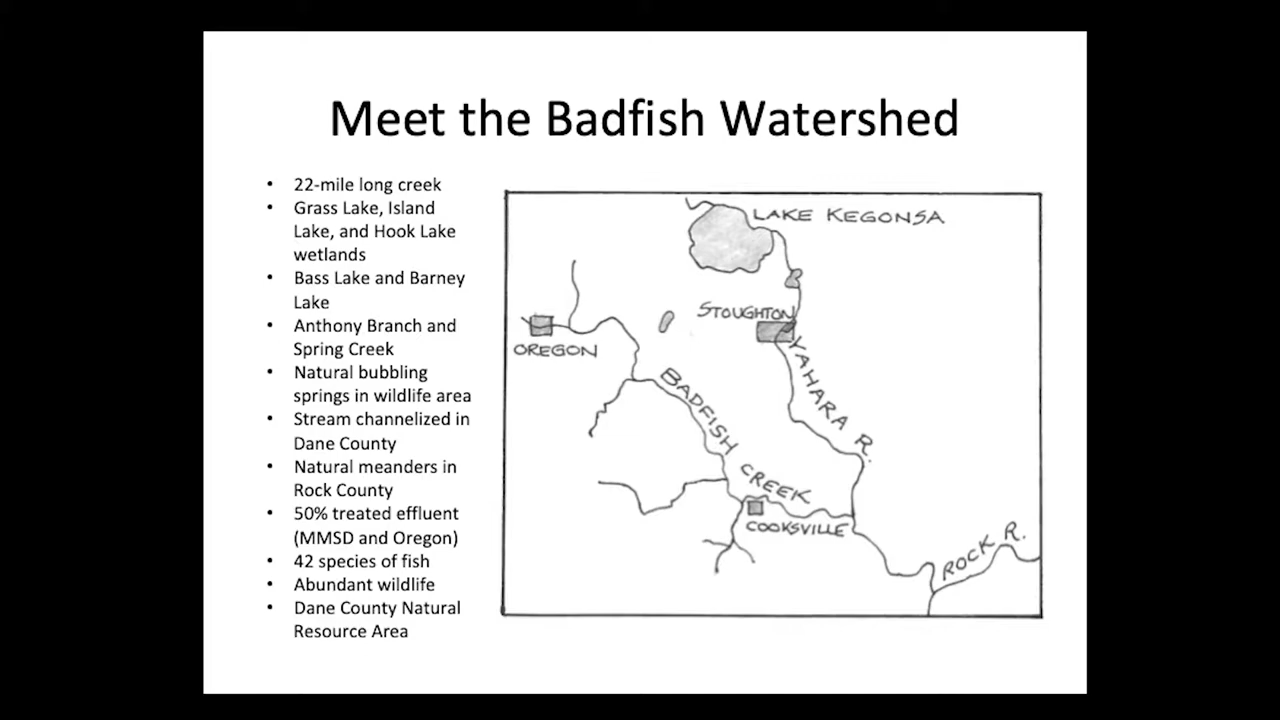 Meet the Badfish Watershed
• 22-mile long creek
• Grass Lake, Island
Lake, and Hook Lake
wetlands
• Bass Lake and Barney
Lake
• Anthony Branch and
Spring Creek
• Natural bubbling
springs in wildlife area
• Stream channelized in
Dane County
• Natural meanders in
Rock County
• 50% treated effluent
(MMSD and Oregon)
• 42 species of fish
• Abundant wildlife
• Dane County Natural
Resource Area
LAKE KEGONSA
STOUGHTON
OREGON
YAHARA R.
BADFISH CREEK
COOKSVILLE
ROCK R.